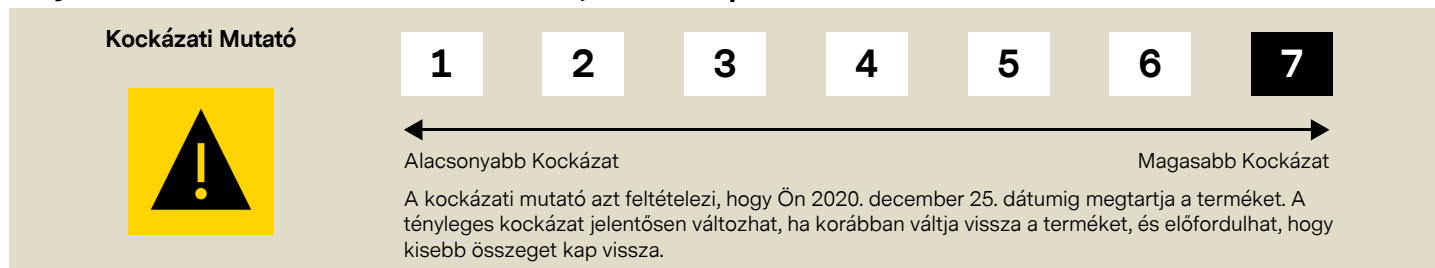 Kockázati Mutató
1 2 3 4 5 6 7
Alacsonyabb Kockázat Magasabb Kockázat
A kockázati mutató azt feltételezi, hogy Ön 2020. december 25. dátumig megtartja a terméket. A
tényleges kockázat jelentősen változhat, ha korábban váltja vissza a terméket, és előfordulhat, hogy
kisebb összeget kap vissza.